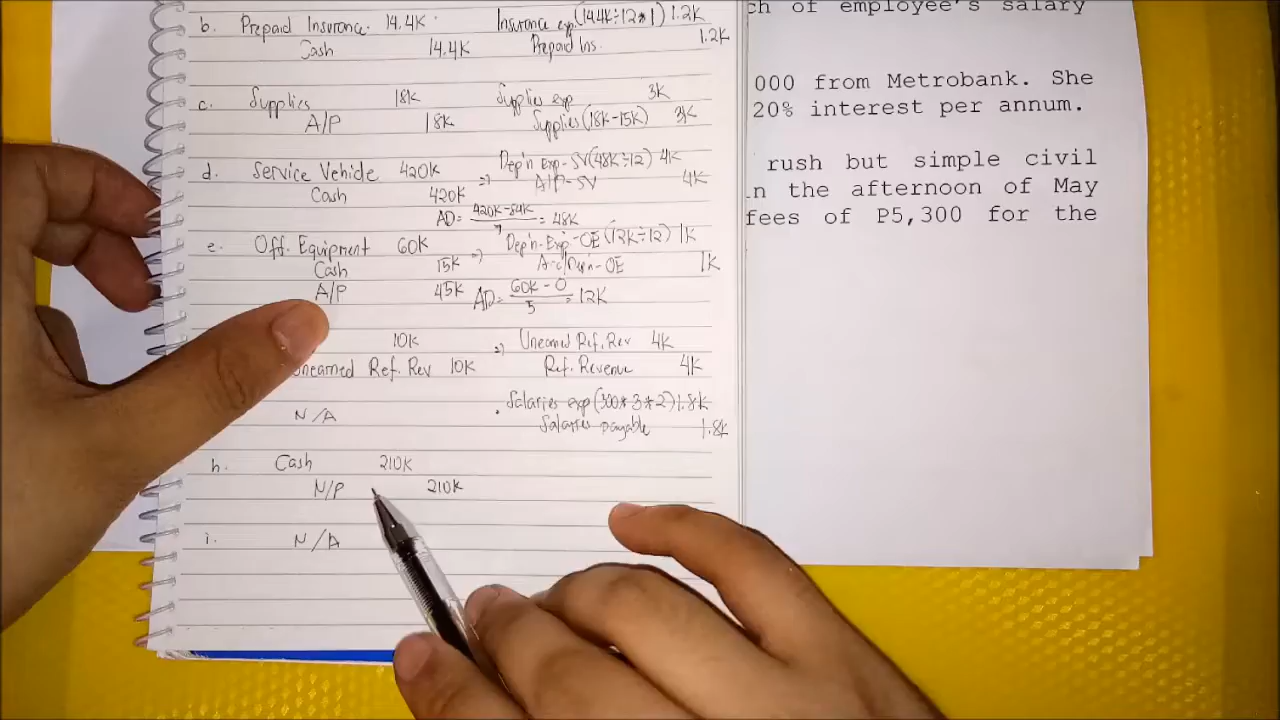 b. Prepaid Insurance. 14.4K Insurance exp (14.4K÷12*1) 1.2K
Cash 14.4K Prepaid Ins. 1.2K
c. Supplies 18K Supplies exp 3K
A/P 18K Supplies (18K-15K) 3K
d. Service Vehicle 420K Dep'n Exp-SV (48K÷12) 4K
Cash 420K A/P-SV 4K
AD = 420K-84K = 48K
e. Off. Equipment 60K Dep'n-Exp-OE (12K÷12) 1K
Cash 15K Acc/Dep'n-OE 1K
A/P 45K AD= 60K - 0 = 12K
5
10K Unearned Ref. Rev 4K
Unearned Ref. Rev 10K Ref. Revenue 4K
N/A Salaries exp (300*3*2) 1.8K
Salaries payable 1.8K
h. Cash 210K
N/P 210K
i. N/A
ch of employee's salary
000 from Metrobank. She
20% interest per annum.
rush but simple civil
in the afternoon of May
fees of P5,300 for the